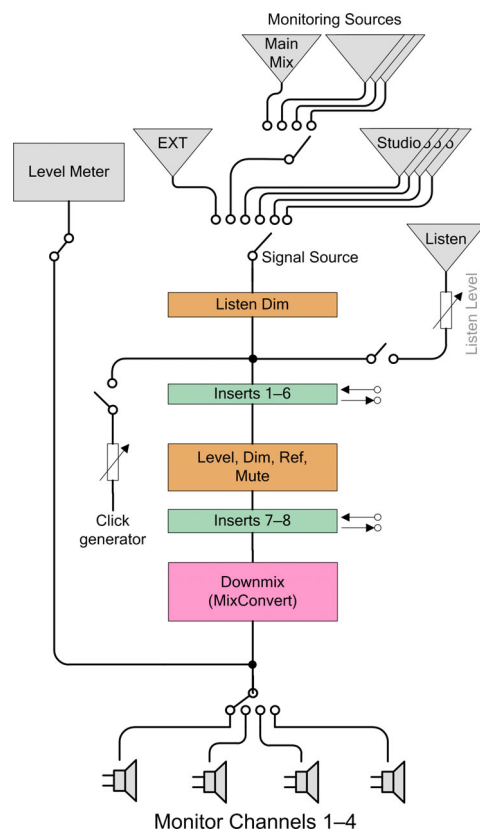 Monitoring Sources
Main
Mix
EXT
Studio
Level Meter
Listen
Signal Source
Listen Level
Listen Dim
Inserts 1–6
Level, Dim, Ref,
Mute
Click
generator
Inserts 7–8
Downmix
(MixConvert)
Monitor Channels 1–4